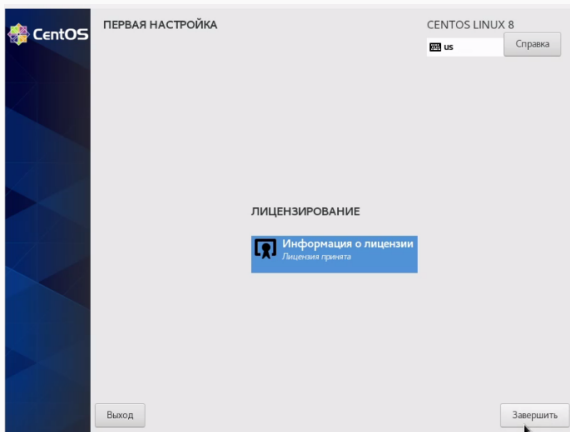 CentOS
ПЕРВАЯ НАСТРОЙКА
CENTOS LINUX 8
us
Справка
ЛИЦЕНЗИРОВАНИЕ
Информация о лицензии
Лицензия принята
Выход
Завершить